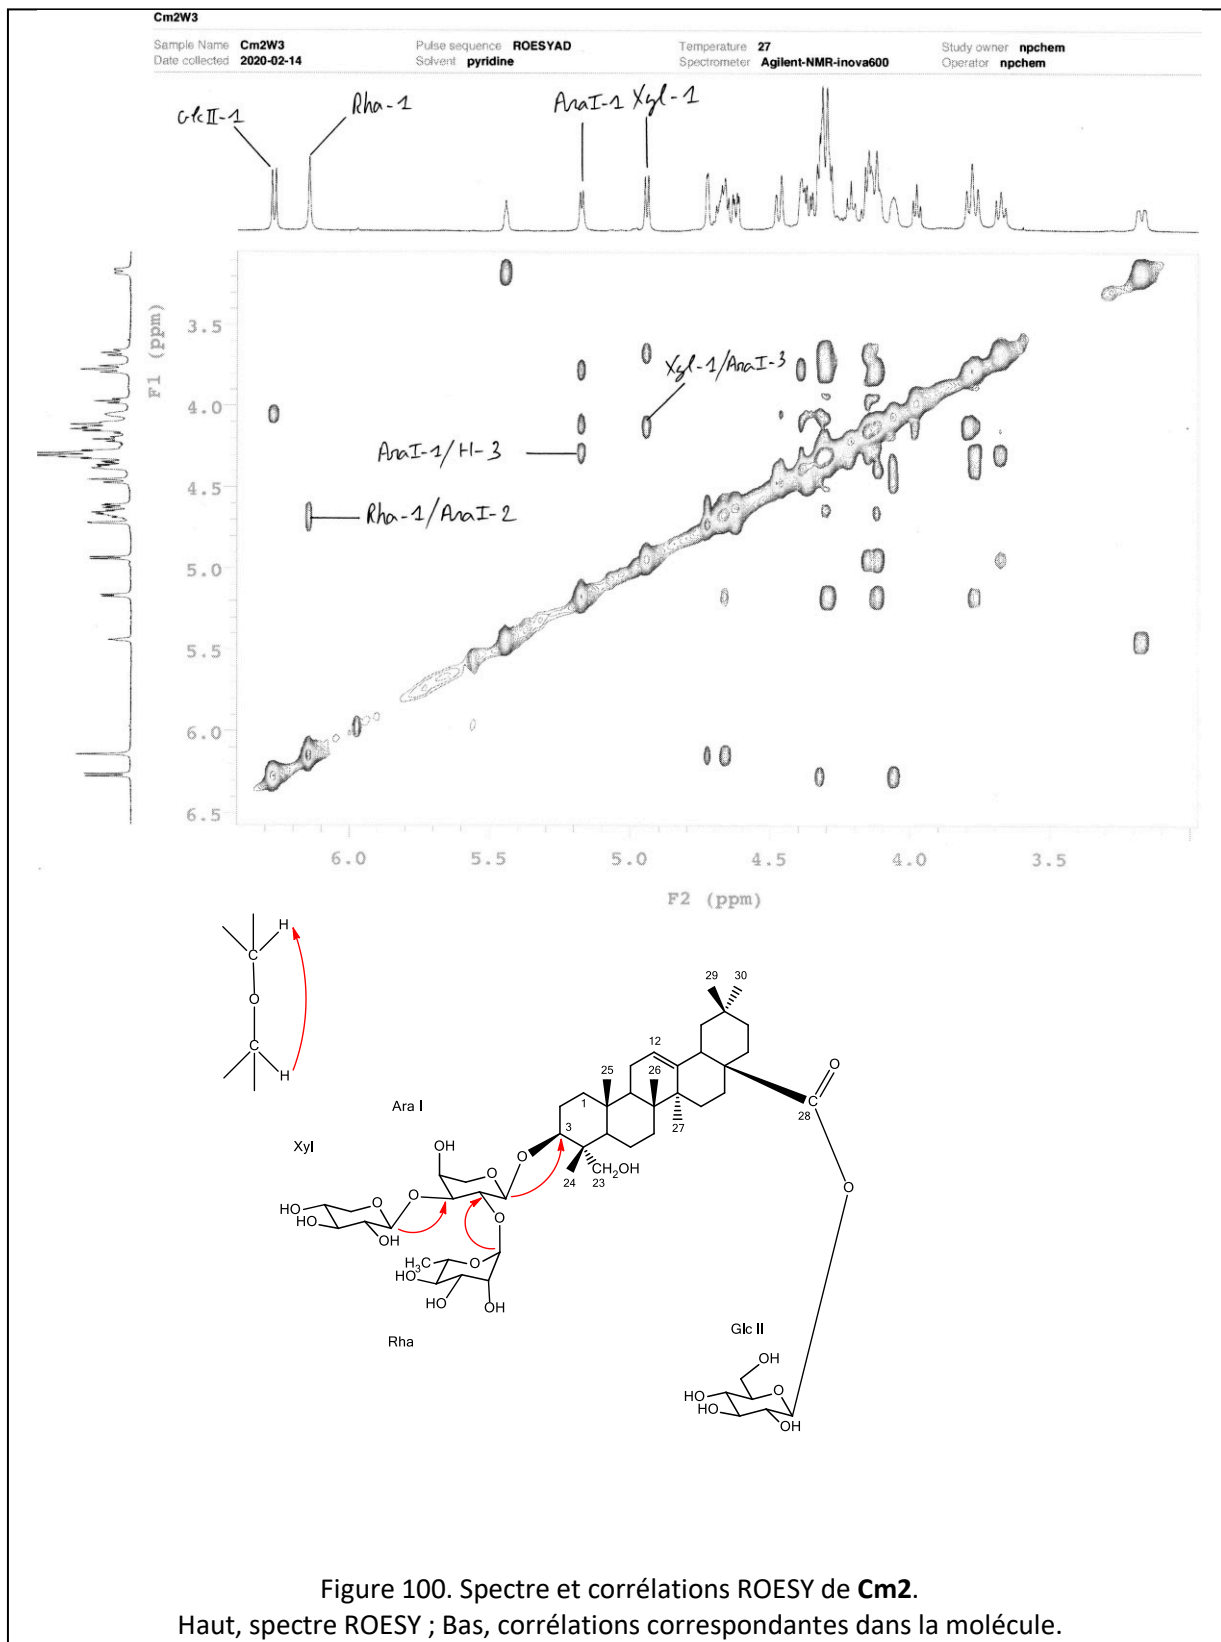 Cm2W3
Sample Name Cm2W3 Pulse sequence ROESYAD Temperature 27 Study owner npchem
Date collected 2020-02-14 Solvent pyridine Spectrometer Agilent-NMR-inova600 Operator npchem
GlcII-1 Rha-1 AraI-1 Xyl-1
F1 (ppm)
3.5
4.0
4.5
5.0
5.5
6.0
6.5
Xyl-1/AraI-3
AraI-1/H-3
Rha-1/AraI-2
6.0 5.5 5.0 4.5 4.0 3.5
F2 (ppm)
H
C
O
C
H
29 30
12
O
25 26
C
28
1
27
Ara I
3
Xyl
OH
O
O
CH2OH
24 23
O
O
O
HO
HO
OH
O
H3C
O
HO
HO
OH
Rha
Glc II
OH
O
HO
HO
OH
Figure 100. Spectre et corrélations ROESY de Cm2.
Haut, spectre ROESY ; Bas, corrélations correspondantes dans la molécule.